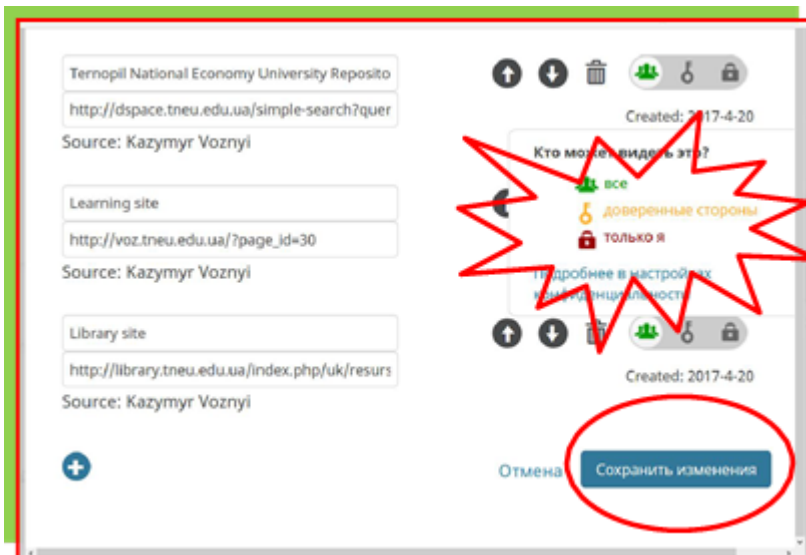 Ternopil National Economy University Reposito
http://dspace.tneu.edu.ua/simple-search?quer
Created: 2017-4-20
Source: Kazymyr Voznyi
Кто может видеть это?
все
Learning site
доверенные стороны
http://voz.tneu.edu.ua/?page_id=30
только я
Source: Kazymyr Voznyi
Подробнее в настройках
конфиденциальности
Library site
http://library.tneu.edu.ua/index.php/uk/resurs
Created: 2017-4-20
Source: Kazymyr Voznyi
Отмена
Сохранить изменения